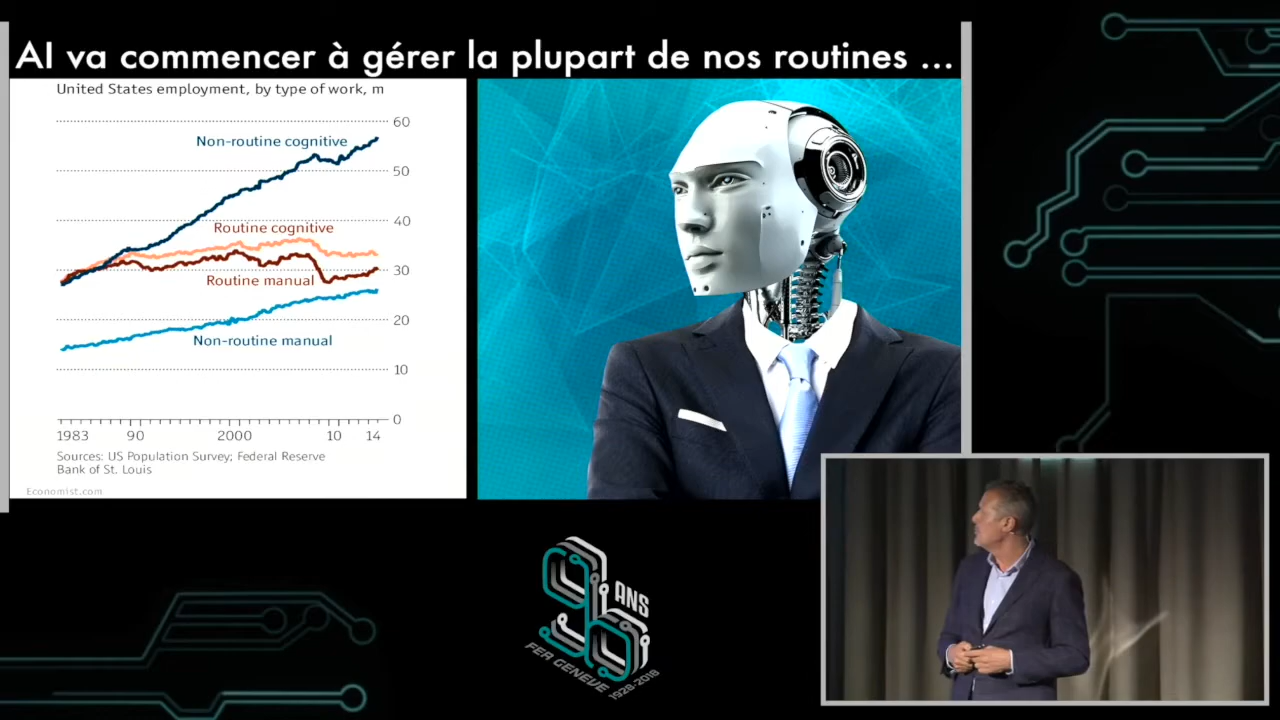 AI va commencer à gérer la plupart de nos routines ...
United States employment, by type of work, m
60
Non-routine cognitive
50
40
Routine cognitive
30
Routine manual
20
Non-routine manual
10
0
1983 90 2000 10 14
Sources: US Population Survey; Federal Reserve
Bank of St. Louis
Economist.com
90 ANS
FER GENÈVE 1928-2018